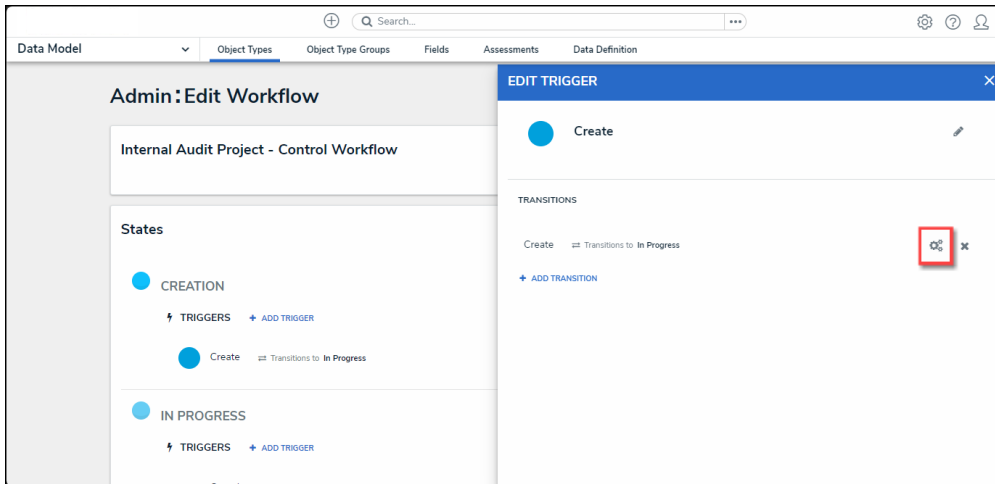 Search...
Data Model
Object Types
Object Type Groups
Fields
Assessments
Data Definition
Admin:Edit Workflow
Internal Audit Project - Control Workflow
States
CREATION
TRIGGERS + ADD TRIGGER
Create Transitions to In Progress
IN PROGRESS
TRIGGERS + ADD TRIGGER
EDIT TRIGGER
Create
TRANSITIONS
Create Transitions to In Progress
+ ADD TRANSITION